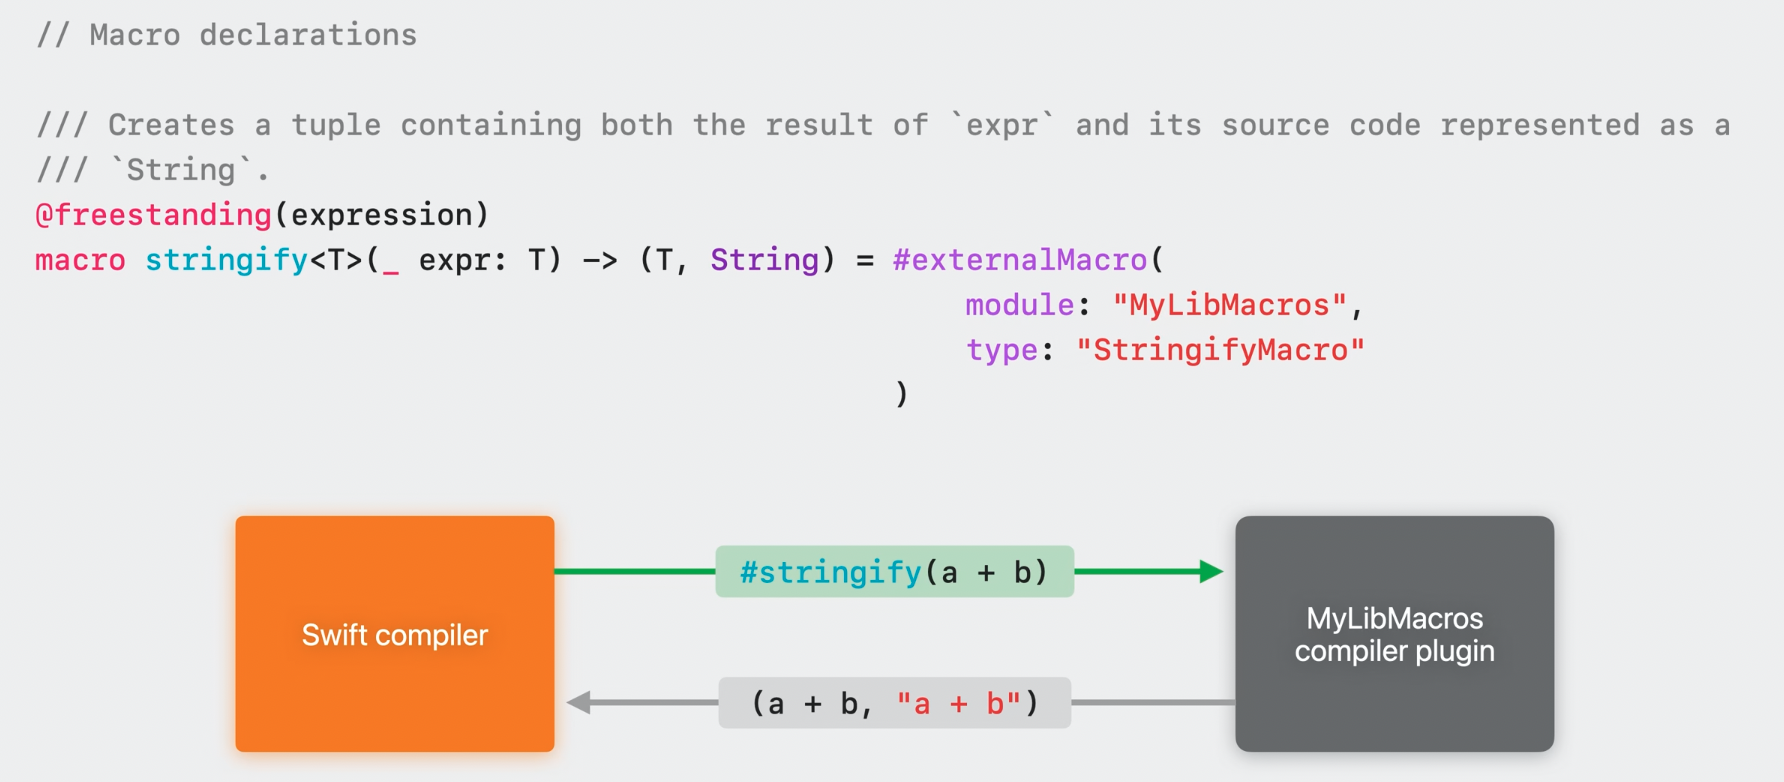 // Macro declarations
/// Creates a tuple containing both the result of `expr` and its source code represented as a
/// `String`.
@freestanding(expression)
macro stringify<T>(_ expr: T) -> (T, String) = #externalMacro(
module: "MyLibMacros",
type: "StringifyMacro"
)
#stringify(a + b)
Swift compiler
MyLibMacros
compiler plugin
(a + b, "a + b")